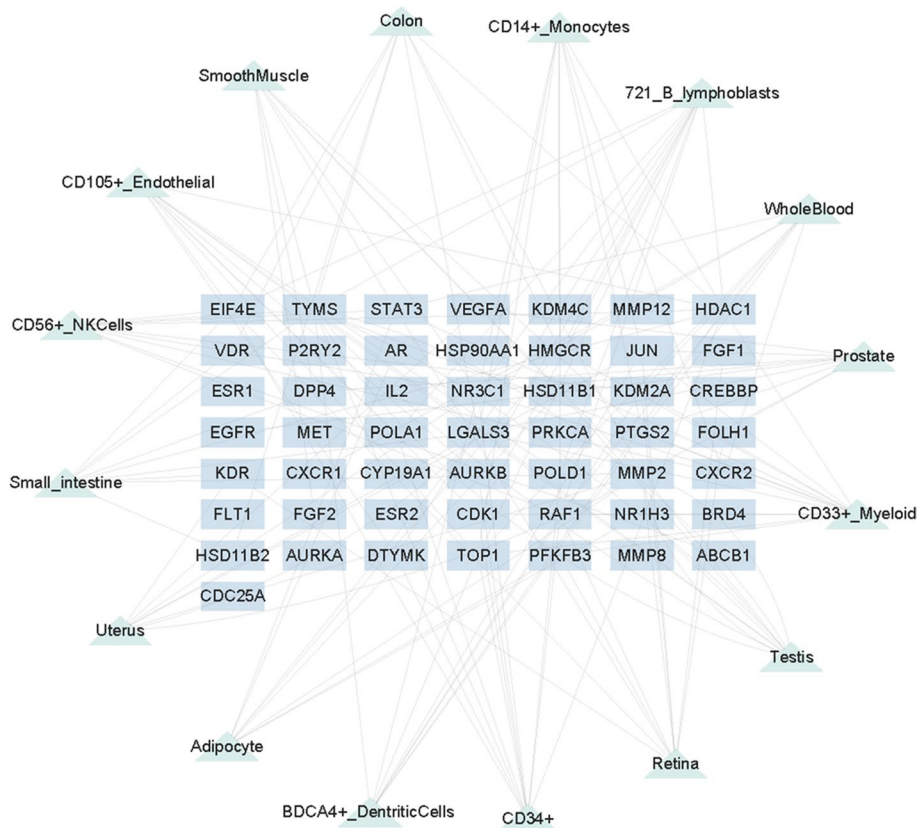 Colon
CD14+_Monocytes
SmoothMuscle
721_B_lymphoblasts
CD105+_Endothelial
WholeBlood
EIF4E TYMS STAT3 VEGFA KDM4C MMP12 HDAC1
CD56+_NKCells
VDR P2RY2 AR HSP90AA1 HMGCR JUN FGF1
Prostate
ESR1 DPP4 IL2 NR3C1 HSD11B1 KDM2A CREBBP
EGFR MET POLA1 LGALS3 PRKCA PTGS2 FOLH1
KDR CXCR1 CYP19A1 AURKB POLD1 MMP2 CXCR2
Small_intestine
FLT1 FGF2 ESR2 CDK1 RAF1 NR1H3 BRD4
CD33+_Myeloid
HSD11B2 AURKA DTYMK TOP1 PFKFB3 MMP8 ABCB1
CDC25A
Uterus
Testis
Adipocyte
Retina
BDCA4+_DentriticCells
CD34+